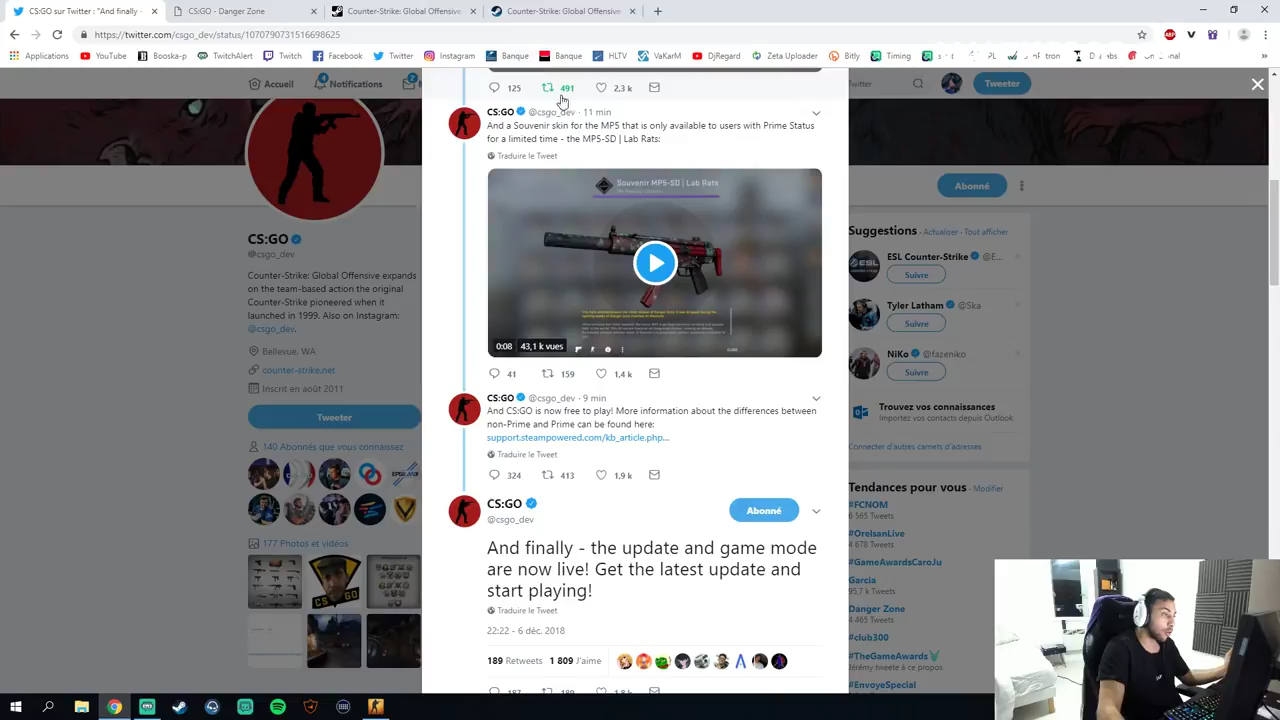 CS:GO sur Twitter : "And finally - 
CS:GO - Danger Zone
Counter-Strike: Global Offensive
Counter-Strike: Global Offensive
https://twitter.com/csgo_dev/status/1070790731516698625
Applications
YouTube
Booska-p
TwitchAlert
Twitch
Facebook
Twitter
Instagram
Banque
Banque
HLTV
VaKarM
DjRegard
Zeta Uploader
Bitly
Timing
Accueil
Notifications
2
Twitter
Tweeter
125
491
2,3 k
CS:GO @csgo_dev · 11 min
And a Souvenir skin for the MP5 that is only available to users with Prime Status
for a limited time - the MP5-SD | Lab Rats:
Traduire le Tweet
Souvenir MP5-SD | Lab Rats
0:08
43,1 k vues
41
159
1,4 k
CS:GO @csgo_dev · 9 min
And CS:GO is now free to play! More information about the differences between
non-Prime and Prime can be found here:
support.steampowered.com/kb_article.php...
Traduire le Tweet
324
413
1,9 k
CS:GO
@csgo_dev
Abonné
And finally - the update and game mode
are now live! Get the latest update and
start playing!
Traduire le Tweet
22:22 - 6 déc. 2018
189 Retweets 1 809 J'aime
187
189
1,8 k
CS:GO
@csgo_dev
Counter-Strike: Global Offensive expands
on the team-based action the original
Counter-Strike pioneered when it
launched in 1999. Also on Instagram
@csgo_dev.
Bellevue, WA
counter-strike.net
Inscrit en août 2011
Tweeter
140 Abonnés que vous connaissez
177 Photos et vidéos
CS GO
Abonné
Suggestions · Actualiser · Tout afficher
ESL Counter-Strike @E...
Suivre
Tyler Latham @Ska
Suivre
NiKo @fazeniko
Suivre
Trouvez vos connaissances
Importez vos contacts depuis Outlook
Connecter d'autres carnets d'adresses
Tendances pour vous · Modifier
#FCNOM
6 565 Tweets
#OrelsanLive
4 678 Tweets
#GameAwardsCaroJu
Garcia
95,7 k Tweets
Danger Zone
4 465 Tweets
#club300
#TheGameAwards
Jérémy tweete à ce propos
#EnvoyeSpecial